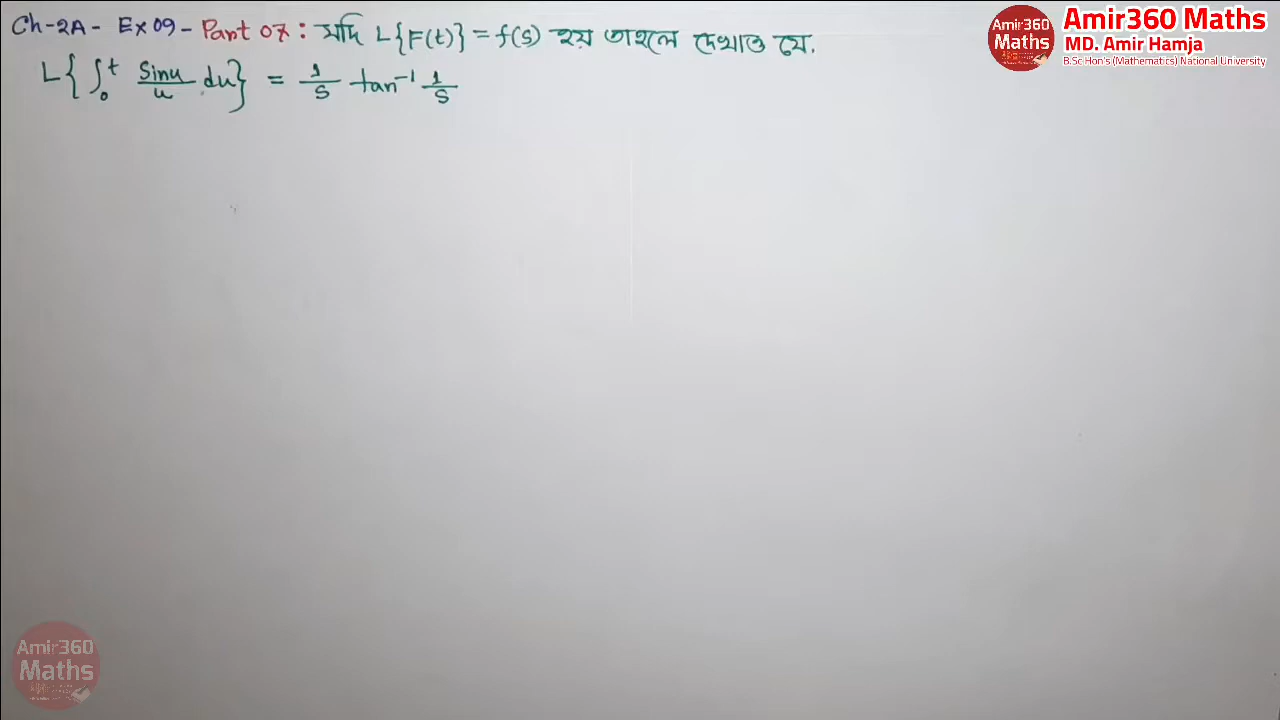 Ch-2A - Ex 09 - Part 07 : যদি L{F(t)} = f(s) হয় তাহলে দেখাও যে.
L{∫₀ᵗ Sinu/u du} = 1/s tan⁻¹ 1/s
Amir360 Maths
MD. Amir Hamja
B.Sc Hon's (Mathematics) National University
Amir360
Maths
Amir360
Maths